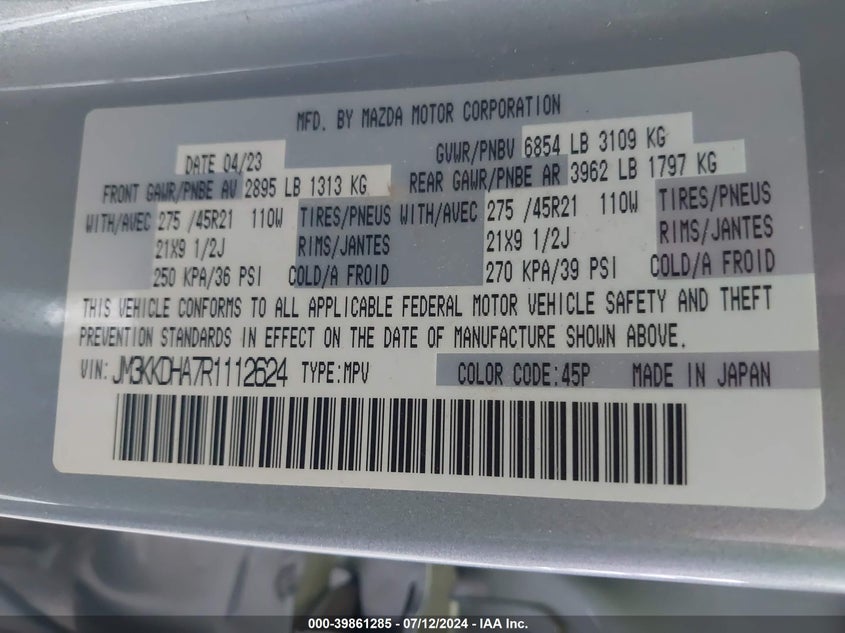 MFD. BY MAZDA MOTOR CORPORATION
DATE 04/23 GVWR/PNBV 6854 LB 3109 KG
FRONT GAWR/PNBE AV 2895 LB 1313 KG REAR GAWR/PNBE AR 3962 LB 1797 KG
WITH/AVEC 275 /45R21 110W TIRES/PNEUS WITH/AVEC 275 /45R21 110W TIRES/PNEUS
21X9 1/2J RIMS/JANTES 21X9 1/2J RIMS/JANTES
250 KPA/36 PSI COLD/A FROID 270 KPA/39 PSI COLD/A FROID
THIS VEHICLE CONFORMS TO ALL APPLICABLE FEDERAL MOTOR VEHICLE SAFETY AND THEFT
PREVENTION STANDARDS IN EFFECT ON THE DATE OF MANUFACTURE SHOWN ABOVE.
VIN: JM3KKDHA7R1112624 TYPE:MPV COLOR CODE:45P MADE IN JAPAN
000-39861285 - 07/12/2024 - IAA Inc.